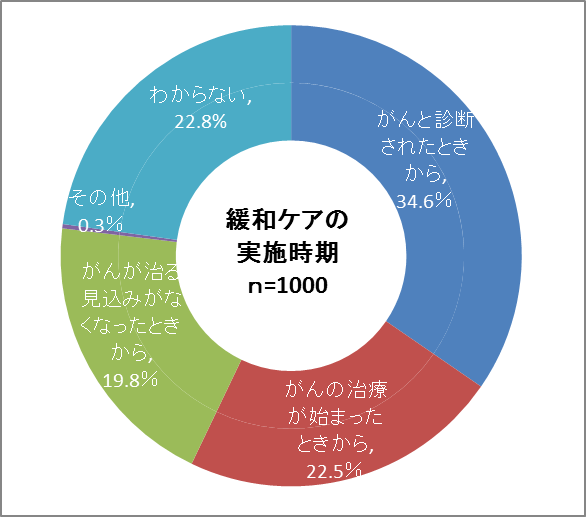 緩和ケアの
実施時期
n=1000
がんと診断
されたとき
から,
34.6%
がんの治療
が始まった
ときから,
22.5%
がんが治る
見込みがな
くなったとき
から,
19.8%
その他,
0.3%
わからない,
22.8%